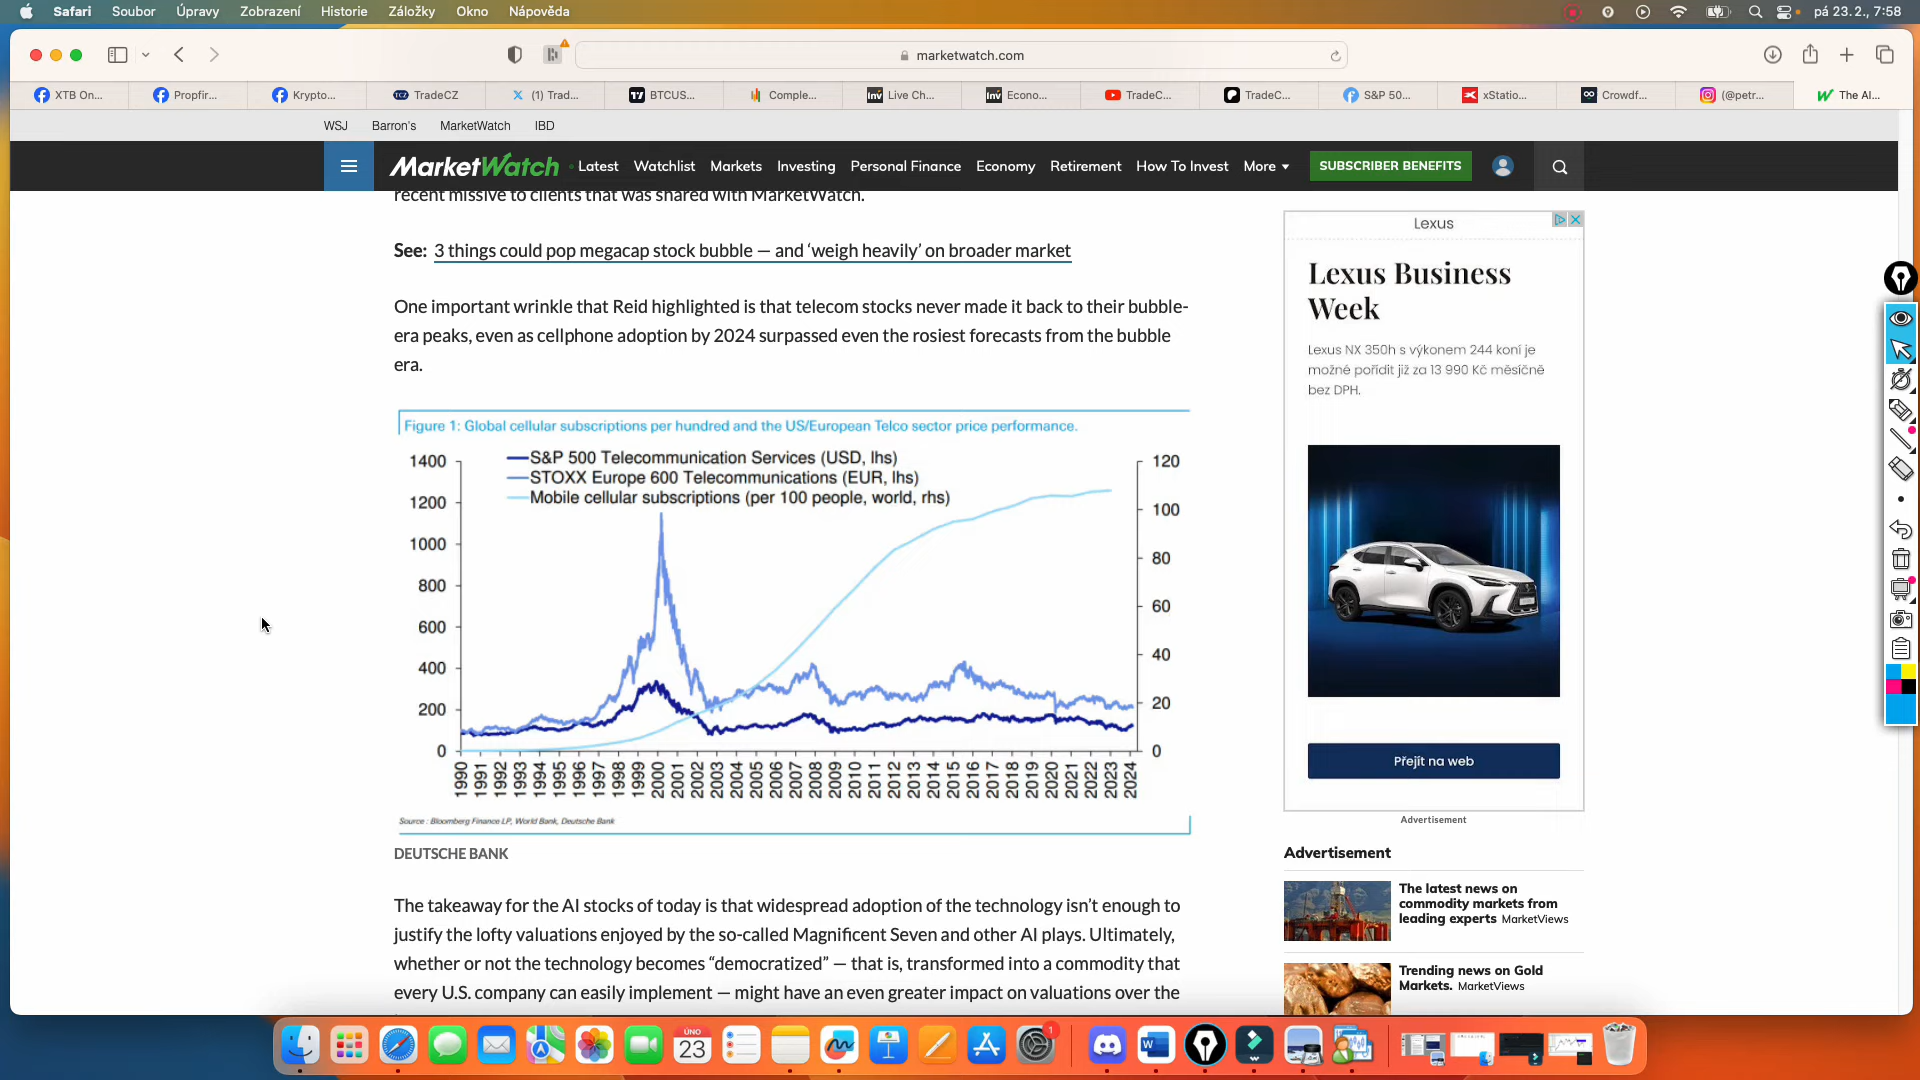 Safari Soubor Úpravy Zobrazení Historie Záložky Okno Nápověda pá 23. 2., 7:58
marketwatch.com
XTB On... Propfir... Krypto... TradeCZ (1) Trad... BTCUS... Comple... Live Ch... Econo... TradeC... TradeC... S&P 50... xStatio... Crowdf... (@petr... The AI...
WSJ Barron's MarketWatch IBD
MarketWatch Latest Watchlist Markets Investing Personal Finance Economy Retirement How To Invest More SUBSCRIBER BENEFITS
recent missive to clients that was shared with MarketWatch.
See: 3 things could pop megacap stock bubble — and ‘weigh heavily’ on broader market
One important wrinkle that Reid highlighted is that telecom stocks never made it back to their bubble-
era peaks, even as cellphone adoption by 2024 surpassed even the rosiest forecasts from the bubble
era.
Figure 1: Global cellular subscriptions per hundred and the US/European Telco sector price performance.
S&P 500 Telecommunication Services (USD, lhs)
STOXX Europe 600 Telecommunications (EUR, lhs)
Mobile cellular subscriptions (per 100 people, world, rhs)
1400
1200
1000
800
600
400
200
0
120
100
80
60
40
20
0
1990 1991 1992 1993 1994 1995 1996 1997 1998 1999 2000 2001 2002 2003 2004 2005 2006 2007 2008 2009 2010 2011 2012 2013 2014 2015 2016 2017 2018 2019 2020 2021 2022 2023 2024
Source : Bloomberg Finance LP, World Bank, Deutsche Bank
DEUTSCHE BANK
The takeaway for the AI stocks of today is that widespread adoption of the technology isn’t enough to
justify the lofty valuations enjoyed by the so-called Magnificent Seven and other AI plays. Ultimately,
whether or not the technology becomes “democratized” — that is, transformed into a commodity that
every U.S. company can easily implement — might have an even greater impact on valuations over the
Lexus
Lexus Business
Week
Lexus NX 350h s výkonem 244 koní je
možné pořídit již za 13 990 Kč měsíčně
bez DPH.
Přejít na web
Advertisement
Advertisement
The latest news on
commodity markets from
leading experts MarketViews
Trending news on Gold
Markets. MarketViews
ÚNO
23
1